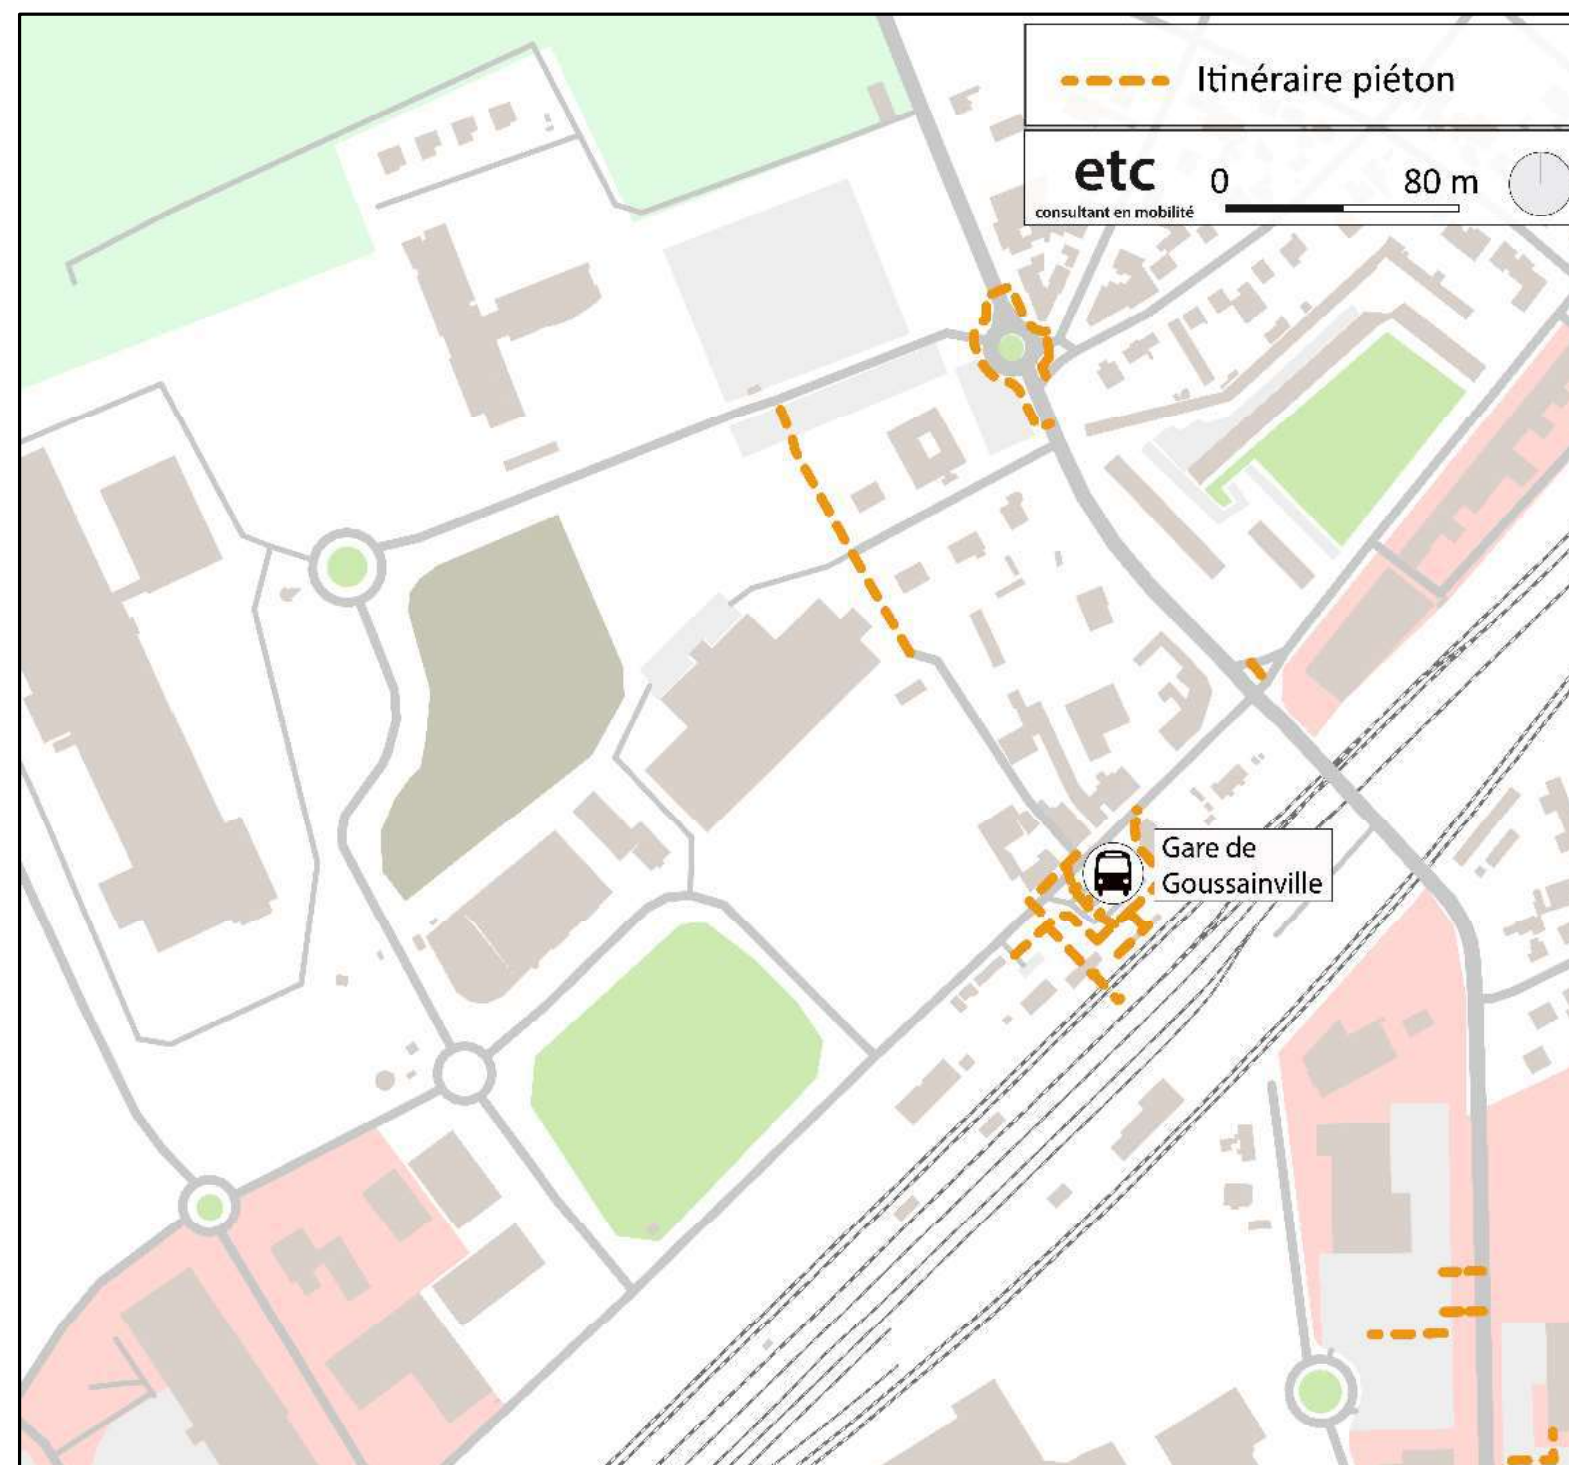 Itinéraire piéton
etc
consultant en mobilité
0 80 m
Gare de
Goussainville